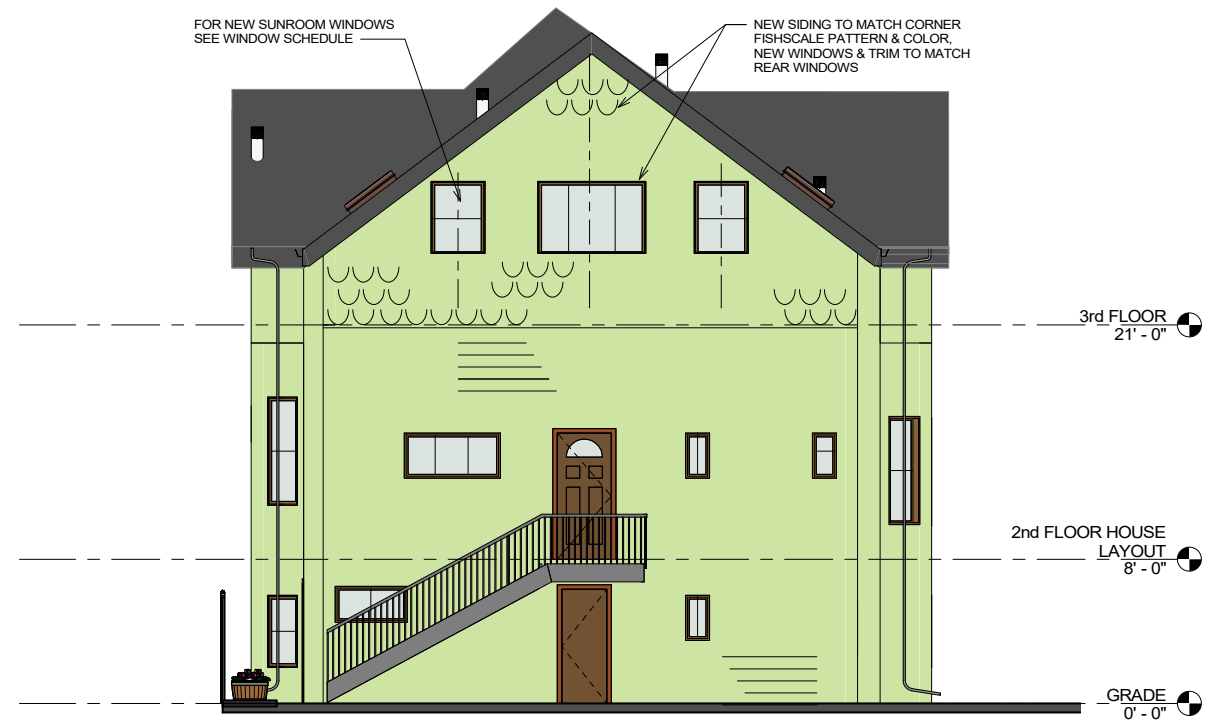 FOR NEW SUNROOM WINDOWS
SEE WINDOW SCHEDULE
NEW SIDING TO MATCH CORNER
FISHSCALE PATTERN & COLOR,
NEW WINDOWS & TRIM TO MATCH
REAR WINDOWS
3rd FLOOR
21' - 0"
2nd FLOOR HOUSE
LAYOUT
8' - 0"
GRADE
0' - 0"